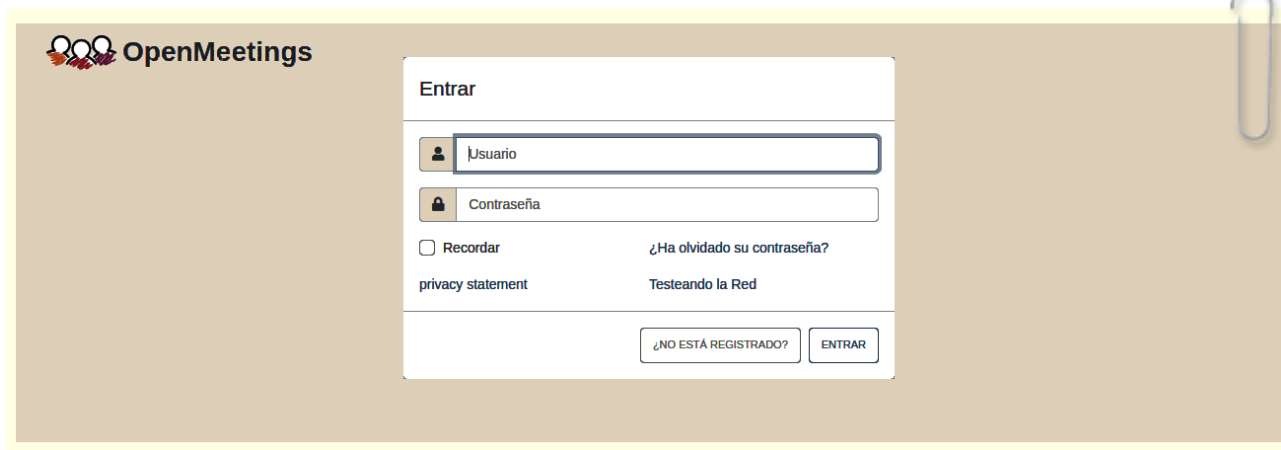 OpenMeetings
Entrar
Usuario
Contraseña
Recordar
¿Ha olvidado su contraseña?
privacy statement
Testeando la Red
¿NO ESTÁ REGISTRADO?
ENTRAR